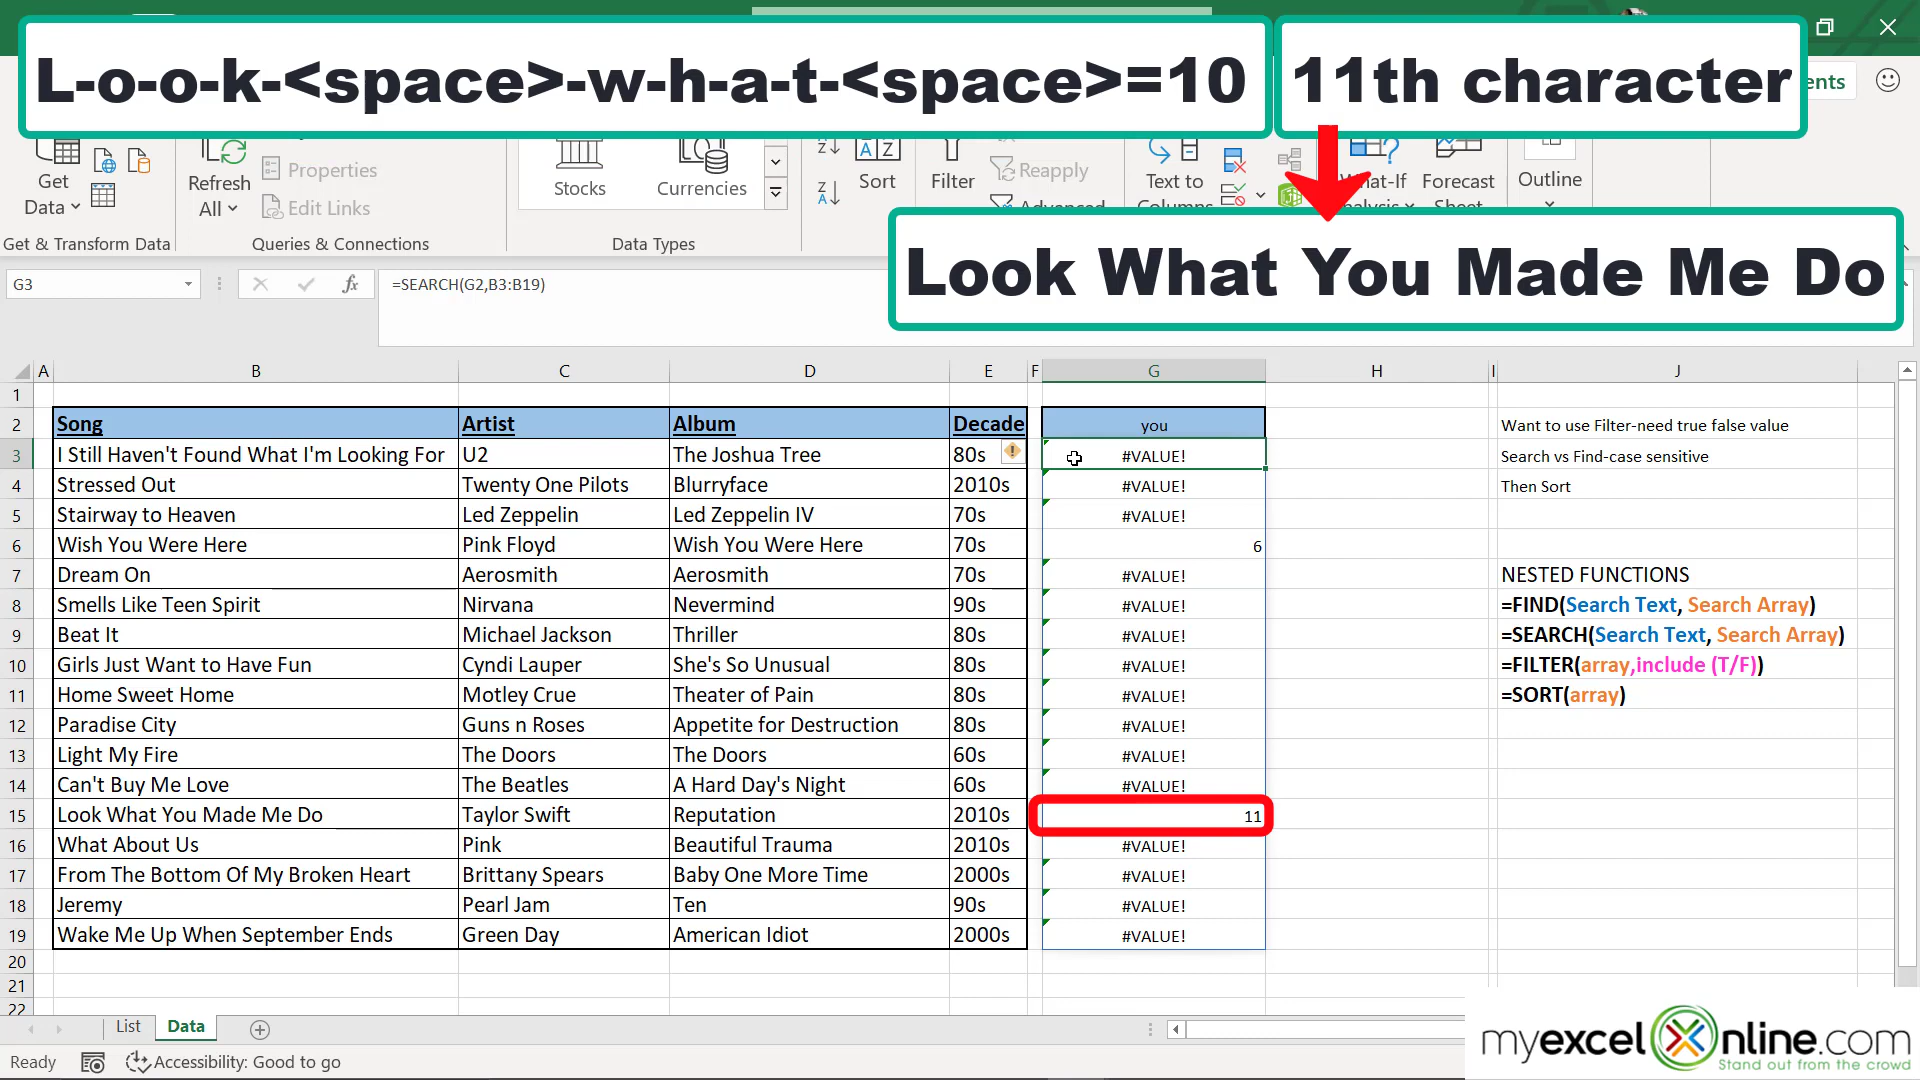 L-o-o-k-<space>-w-h-a-t-<space>=10
11th character
ents
Get
Data
Refresh
All
Properties
Edit Links
Stocks
Currencies
Sort
Filter
Reapply
Advanced
Text to
Columns
What-If
Analysis
Forecast
Sheet
Outline
Get & Transform Data
Queries & Connections
Data Types
Look What You Made Me Do
G3
fx
=SEARCH(G2,B3:B19)
A B C D E F G H I J
1
2 Song Artist Album Decade you Want to use Filter-need true false value
3 I Still Haven't Found What I'm Looking For U2 The Joshua Tree 80s #VALUE! Search vs Find-case sensitive
4 Stressed Out Twenty One Pilots Blurryface 2010s #VALUE! Then Sort
5 Stairway to Heaven Led Zeppelin Led Zeppelin IV 70s #VALUE!
6 Wish You Were Here Pink Floyd Wish You Were Here 70s 6
7 Dream On Aerosmith Aerosmith 70s #VALUE! NESTED FUNCTIONS
8 Smells Like Teen Spirit Nirvana Nevermind 90s #VALUE! =FIND(Search Text, Search Array)
9 Beat It Michael Jackson Thriller 80s #VALUE! =SEARCH(Search Text, Search Array)
10 Girls Just Want to Have Fun Cyndi Lauper She's So Unusual 80s #VALUE! =FILTER(array,include (T/F))
11 Home Sweet Home Motley Crue Theater of Pain 80s #VALUE! =SORT(array)
12 Paradise City Guns n Roses Appetite for Destruction 80s #VALUE!
13 Light My Fire The Doors The Doors 60s #VALUE!
14 Can't Buy Me Love The Beatles A Hard Day's Night 60s #VALUE!
15 Look What You Made Me Do Taylor Swift Reputation 2010s 11
16 What About Us Pink Beautiful Trauma 2010s #VALUE!
17 From The Bottom Of My Broken Heart Brittany Spears Baby One More Time 2000s #VALUE!
18 Jeremy Pearl Jam Ten 90s #VALUE!
19 Wake Me Up When September Ends Green Day American Idiot 2000s #VALUE!
20
21
22
List Data
Ready
Accessibility: Good to go
myexcelOnline.com
Stand out from the crowd